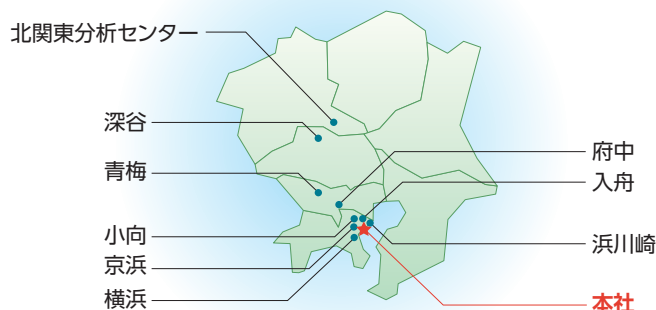 北関東分析センター
深谷
青梅
小向
京浜
横浜
府中
入舟
浜川崎
本社